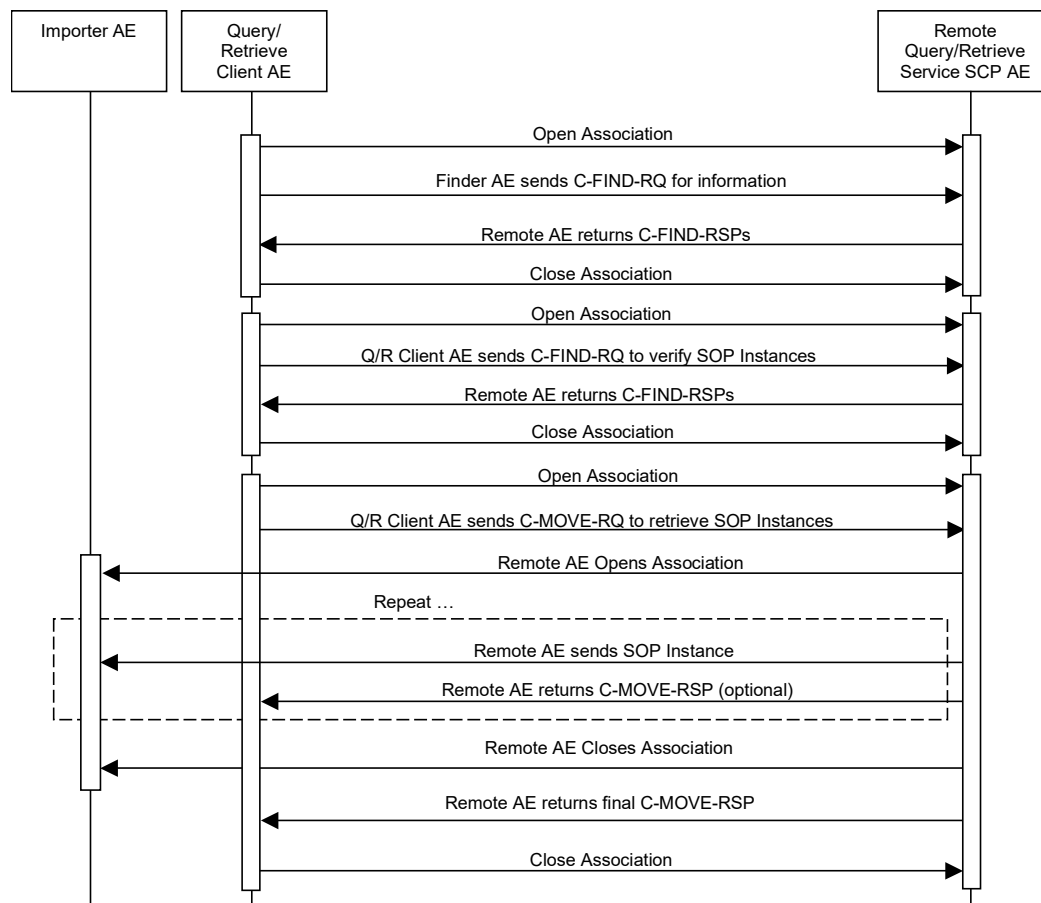 Importer AE
Query/
Retrieve
Client AE
Remote
Query/Retrieve
Service SCP AE
Open Association
Finder AE sends C-FIND-RQ for information
Remote AE returns C-FIND-RSPs
Close Association
Open Association
Q/R Client AE sends C-FIND-RQ to verify SOP Instances
Remote AE returns C-FIND-RSPs
Close Association
Open Association
Q/R Client AE sends C-MOVE-RQ to retrieve SOP Instances
Remote AE Opens Association
Repeat …
Remote AE sends SOP Instance
Remote AE returns C-MOVE-RSP (optional)
Remote AE Closes Association
Remote AE returns final C-MOVE-RSP
Close Association